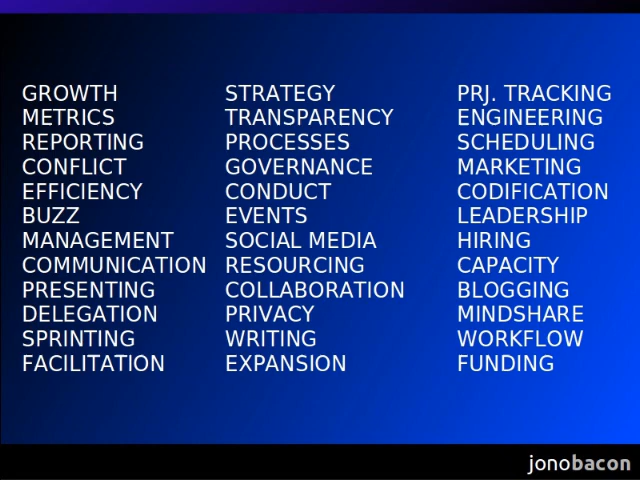 GROWTH
METRICS
REPORTING
CONFLICT
EFFICIENCY
BUZZ
MANAGEMENT
COMMUNICATION
PRESENTING
DELEGATION
SPRINTING
FACILITATION
STRATEGY
TRANSPARENCY
PROCESSES
GOVERNANCE
CONDUCT
EVENTS
SOCIAL MEDIA
RESOURCING
COLLABORATION
PRIVACY
WRITING
EXPANSION
PRJ. TRACKING
ENGINEERING
SCHEDULING
MARKETING
CODIFICATION
LEADERSHIP
HIRING
CAPACITY
BLOGGING
MINDSHARE
WORKFLOW
FUNDING
jonobacon